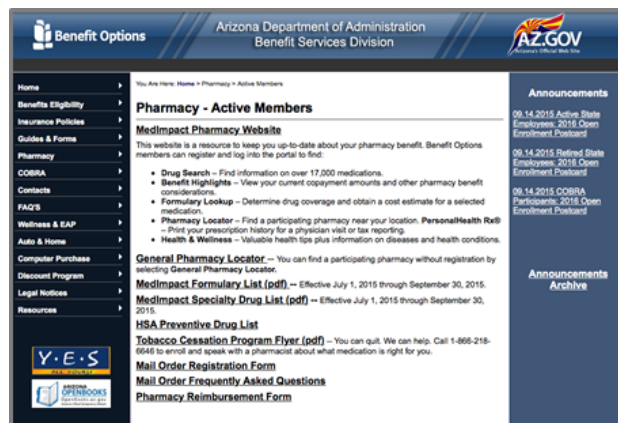 Benefit Options
Arizona Department of Administration
Benefit Services Division
AZ.GOV
Arizona's Official Web Site
Home
Benefits Eligibility
Insurance Policies
Guides & Forms
Pharmacy
COBRA
Contacts
FAQ'S
Wellness & EAP
Auto & Home
Computer Purchase
Discount Program
Legal Notices
Resources
Y·E·S
ARIZONA
OPENBOOKS
You Are Here: Home > Pharmacy > Active Members
Pharmacy - Active Members
MedImpact Pharmacy Website
This website is a resource to keep you up-to-date about your pharmacy benefit. Benefit Options
members can register and log into the portal to find:
• Drug Search – Find information on over 17,000 medications.
• Benefit Highlights – View your current copayment amounts and other pharmacy benefit
considerations.
• Formulary Lookup – Determine drug coverage and obtain a cost estimate for a selected
medication.
• Pharmacy Locator – Find a participating pharmacy near your location. PersonalHealth Rx®
– Print your prescription history for a physician visit or tax reporting.
• Health & Wellness – Valuable health tips plus information on diseases and health conditions.
General Pharmacy Locator – You can find a participating pharmacy without registration by
selecting General Pharmacy Locator.
MedImpact Formulary List (pdf) -- Effective July 1, 2015 through September 30, 2015.
MedImpact Specialty Drug List (pdf) -- Effective July 1, 2015 through September 30,
2015.
HSA Preventive Drug List
Tobacco Cessation Program Flyer (pdf) – You can quit. We can help. Call 1-866-218-
6646 to enroll and speak with a pharmacist about what medication is right for you.
Mail Order Registration Form
Mail Order Frequently Asked Questions
Pharmacy Reimbursement Form
Announcements
09.14.2015 Active State
Employees: 2016 Open
Enrollment Postcard
09.14.2015 Retired State
Employees: 2016 Open
Enrollment Postcard
09.14.2015 COBRA
Participants: 2016 Open
Enrollment Postcard
Announcements
Archive